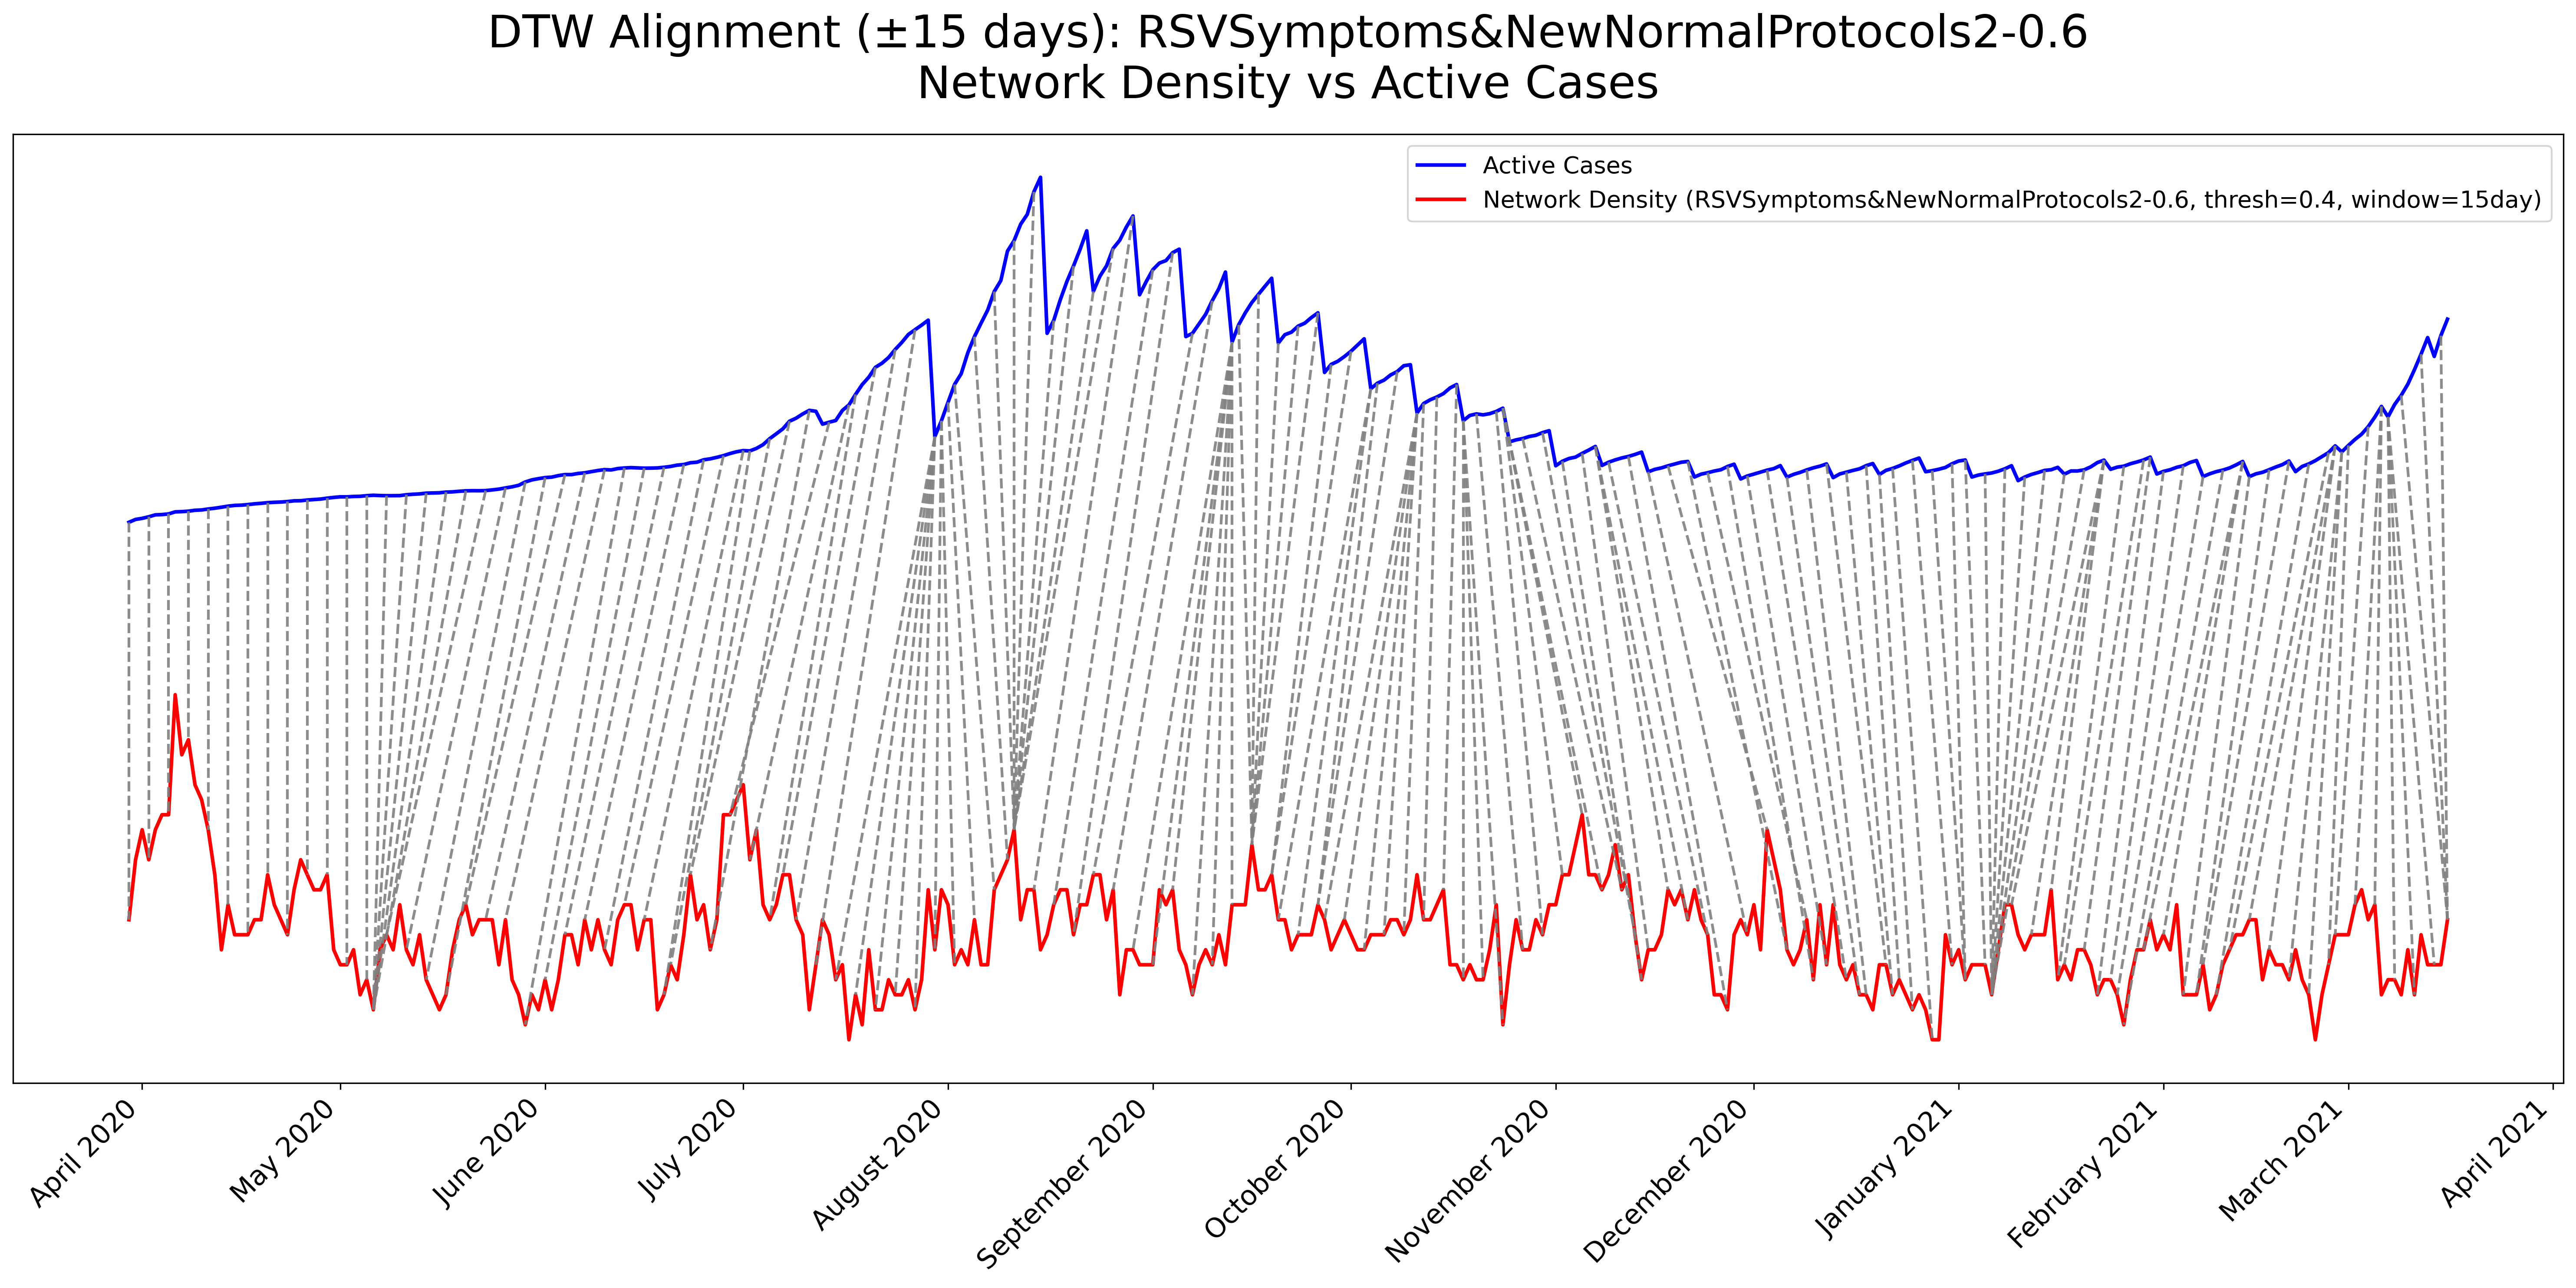 DTW Alignment (±15 days): RSVSymptoms&NewNormalProtocols2-0.6
Network Density vs Active Cases
Active Cases
Network Density (RSVSymptoms&NewNormalProtocols2-0.6, thresh=0.4, window=15day)
April 2020
May 2020
June 2020
July 2020
August 2020
September 2020
October 2020
November 2020
December 2020
January 2021
February 2021
March 2021
April 2021